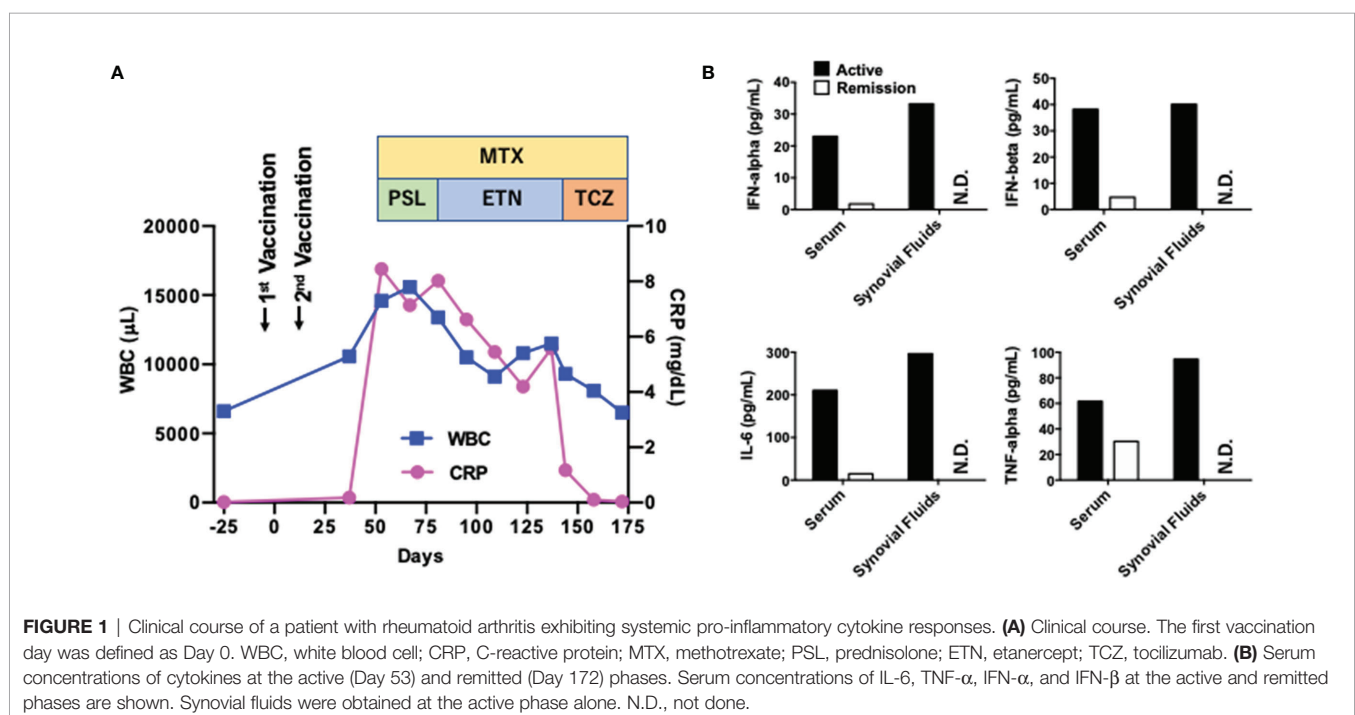 A
1st Vaccination
2nd Vaccination
MTX
PSL ETN TCZ
20000
15000
10000
5000
0
WBC (μL)
10
8
6
4
2
0
CRP (mg/dL)
WBC
CRP
-25 0 25 50 75 100 125 150 175
Days
B
Active
Remission
IFN-alpha (pg/mL)
40
30
20
10
0
Serum
Synovial Fluids
N.D.
IFN-beta (pg/mL)
50
40
30
20
10
0
Serum
Synovial Fluids
N.D.
IL-6 (pg/mL)
300
200
100
0
Serum
Synovial Fluids
N.D.
TNF-alpha (pg/mL)
100
80
60
40
20
0
Serum
Synovial Fluids
N.D.
FIGURE 1 | Clinical course of a patient with rheumatoid arthritis exhibiting systemic pro-inflammatory cytokine responses. (A) Clinical course. The first vaccination
day was defined as Day 0. WBC, white blood cell; CRP, C-reactive protein; MTX, methotrexate; PSL, prednisolone; ETN, etanercept; TCZ, tocilizumab. (B) Serum
concentrations of cytokines at the active (Day 53) and remitted (Day 172) phases. Serum concentrations of IL-6, TNF-α, IFN-α, and IFN-β at the active and remitted
phases are shown. Synovial fluids were obtained at the active phase alone. N.D., not done.